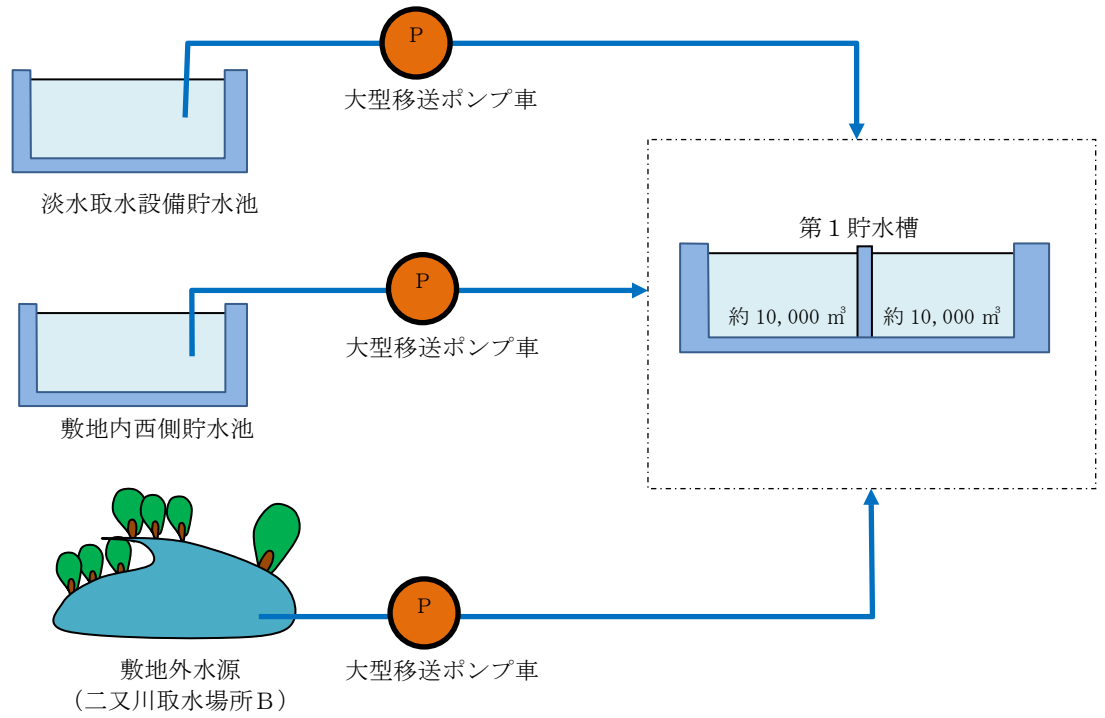 P
大型移送ポンプ車
淡水取水設備貯水池
第1貯水槽
約 10,000 ㎥
約 10,000 ㎥
P
大型移送ポンプ車
敷地内西側貯水池
P
大型移送ポンプ車
敷地外水源
（二又川取水場所B）